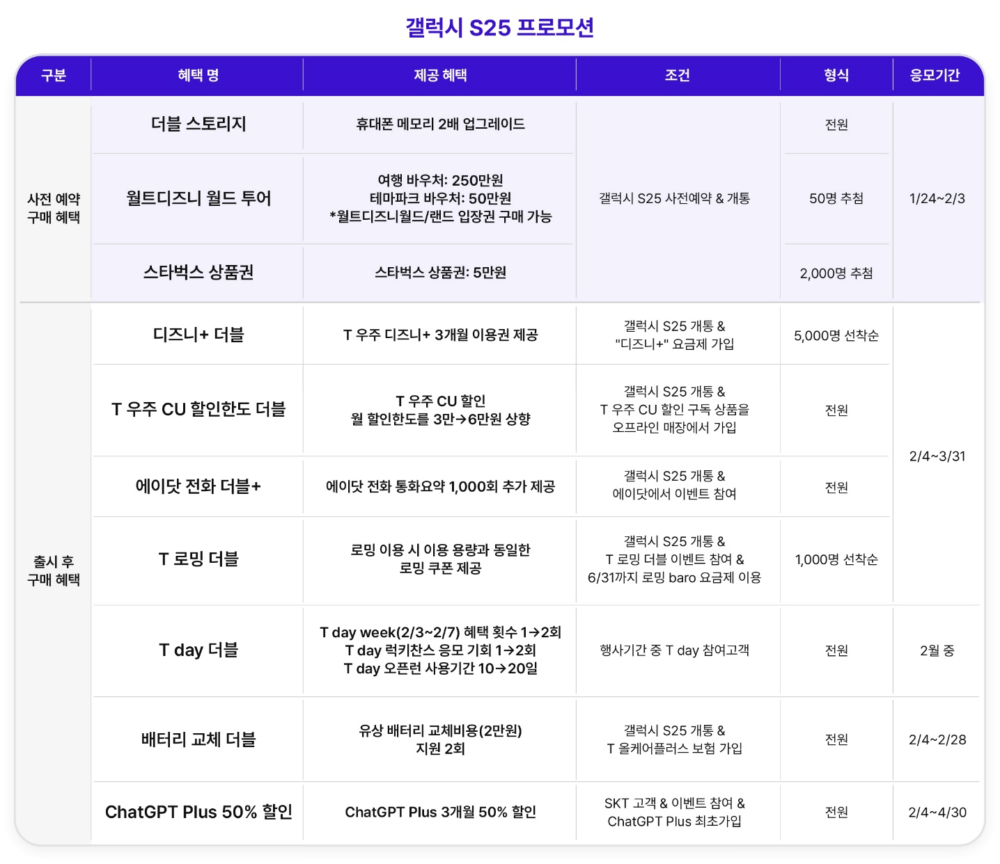 갤럭시 S25 프로모션
구분
혜택 명
제공 혜택
조건
형식
응모기간
사전 예약
구매 혜택
더블 스토리지
휴대폰 메모리 2배 업그레이드
갤럭시 S25 사전예약 & 개통
전원
1/24~2/3
월트디즈니 월드 투어
여행 바우처: 250만원
테마파크 바우처: 50만원
*월트디즈니월드/랜드 입장권 구매 가능
50명 추첨
스타벅스 상품권
스타벅스 상품권: 5만원
2,000명 추첨
출시 후
구매 혜택
디즈니+ 더블
T 우주 디즈니+ 3개월 이용권 제공
갤럭시 S25 개통 &
"디즈니+" 요금제 가입
5,000명 선착순
2/4~3/31
T 우주 CU 할인한도 더블
T 우주 CU 할인
월 할인한도를 3만→6만원 상향
갤럭시 S25 개통 &
T 우주 CU 할인 구독 상품을
오프라인 매장에서 가입
전원
에이닷 전화 더블+
에이닷 전화 통화요약 1,000회 추가 제공
갤럭시 S25 개통 &
에이닷에서 이벤트 참여
전원
T 로밍 더블
로밍 이용 시 이용 용량과 동일한
로밍 쿠폰 제공
갤럭시 S25 개통 &
T 로밍 더블 이벤트 참여 &
6/31까지 로밍 baro 요금제 이용
1,000명 선착순
T day 더블
T day week(2/3~2/7) 혜택 횟수 1→2회
T day 럭키찬스 응모 기회 1→2회
T day 오픈런 사용기간 10→20일
행사기간 중 T day 참여고객
전원
2월 중
배터리 교체 더블
유상 배터리 교체비용(2만원)
지원 2회
갤럭시 S25 개통 &
T 올케어플러스 보험 가입
전원
2/4~2/28
ChatGPT Plus 50% 할인
ChatGPT Plus 3개월 50% 할인
SKT 고객 & 이벤트 참여 &
ChatGPT Plus 최초가입
전원
2/4~4/30